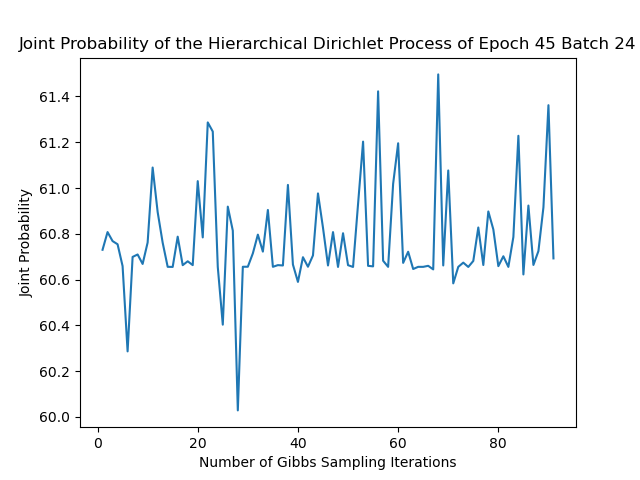 Joint Probability of the Hierarchical Dirichlet Process of Epoch 45 Batch 24
61.4
61.2
61.0
60.8
60.6
60.4
60.2
60.0
Joint Probability
0 20 40 60 80
Number of Gibbs Sampling Iterations